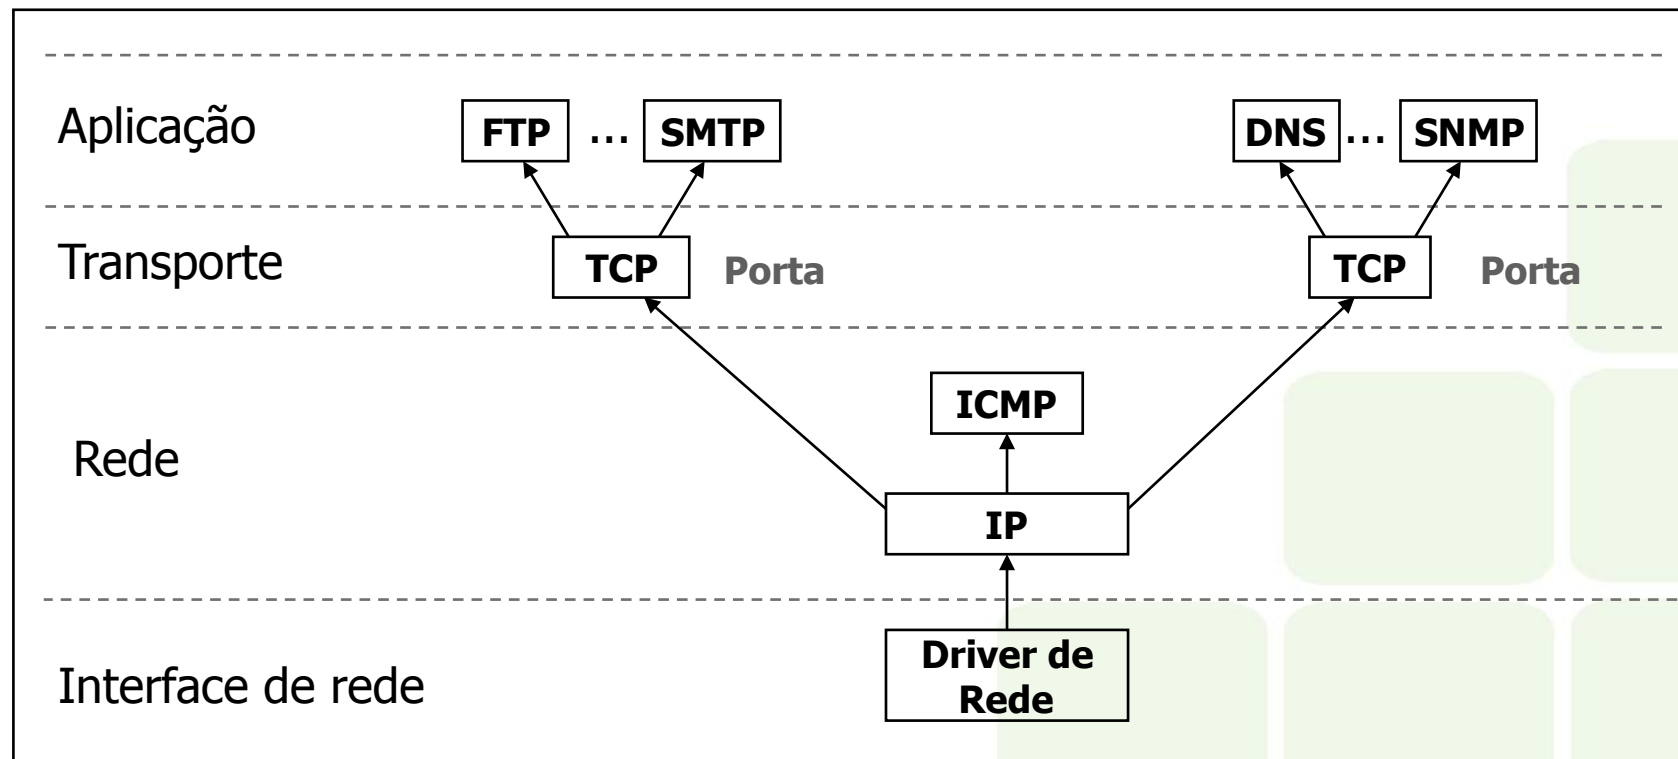 Aplicação
FTP ... SMTP
DNS ... SNMP
Transporte
TCP Porta
TCP Porta
ICMP
Rede
IP
Driver de
Rede
Interface de rede